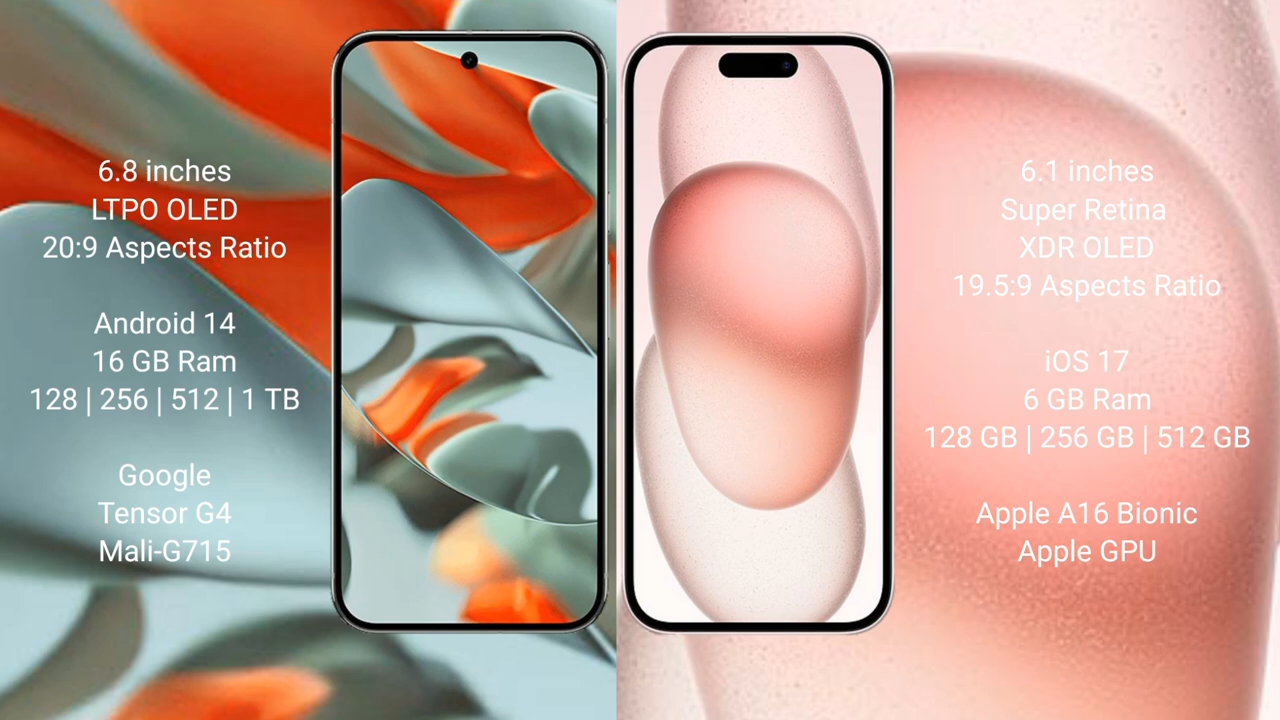 6.8 inches
LTPO OLED
20:9 Aspects Ratio
Android 14
16 GB Ram
128 | 256 | 512 | 1 TB
Google
Tensor G4
Mali-G715
6.1 inches
Super Retina
XDR OLED
19.5:9 Aspects Ratio
iOS 17
6 GB Ram
128 GB | 256 GB | 512 GB
Apple A16 Bionic
Apple GPU